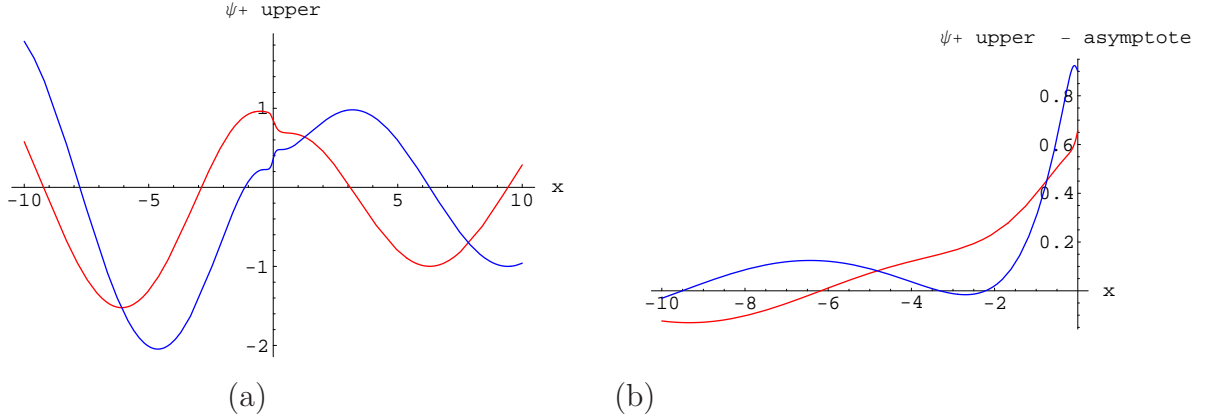 ψ+ upper
1
-10 -5 5 10 x
-1
-2
(a)
ψ+ upper - asymptote
0.8
0.6
0.4
0.2
-10 -8 -6 -4 -2 x
(b)